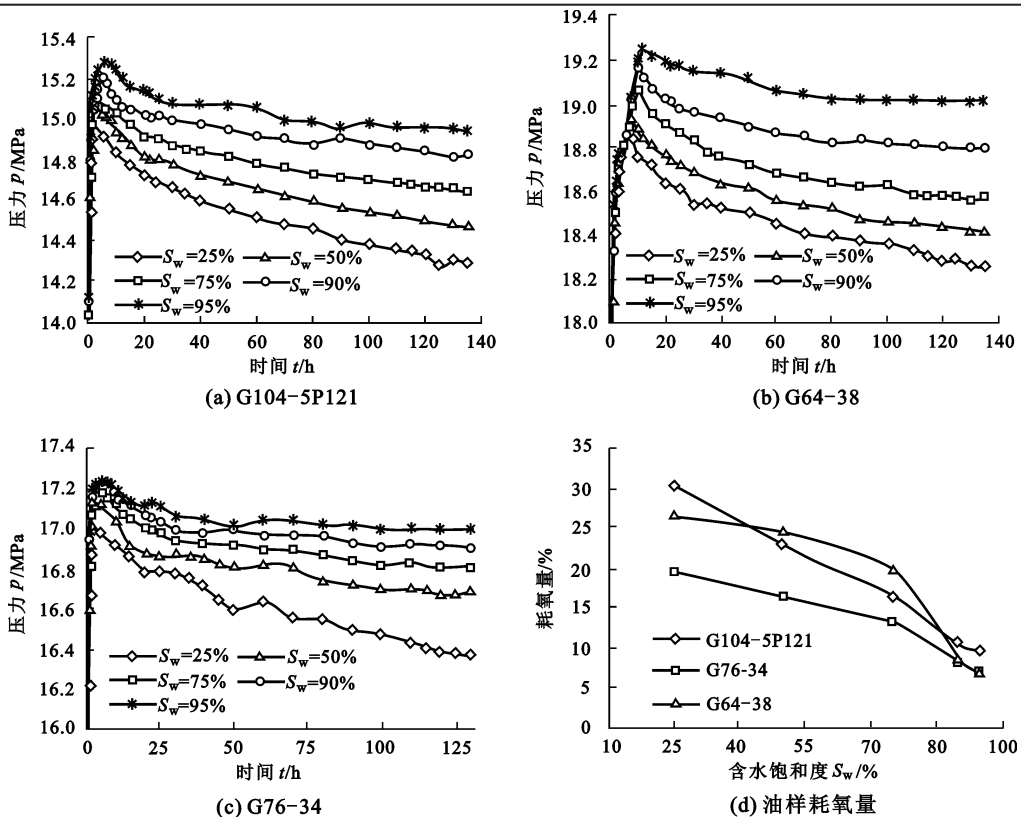 15.4
15.2
15.0
14.8
14.6
14.4
14.2
14.0
压力 p/MPa
0 20 40 60 80 100 120 140
时间 t/h
Sw=25% Sw=50%
Sw=75% Sw=90%
Sw=95%
(a) G104-5P121
19.4
19.2
19.0
18.8
18.6
18.4
18.2
18.0
压力 p/MPa
0 20 40 60 80 100 120 140
时间 t/h
Sw=25% Sw=50%
Sw=75% Sw=90%
Sw=95%
(b) G64-38
17.4
17.2
17.0
16.8
16.6
16.4
16.2
16.0
压力 p/MPa
0 25 50 75 100 125
时间 t/h
Sw=25% Sw=50%
Sw=75% Sw=90%
Sw=95%
(c) G76-34
35
30
25
20
15
10
5
0
耗氧量/%
10 25 40 55 70 80 100
含水饱和度 Sw/%
G104-5P121
G76-34
G64-38
(d) 油样耗氧量